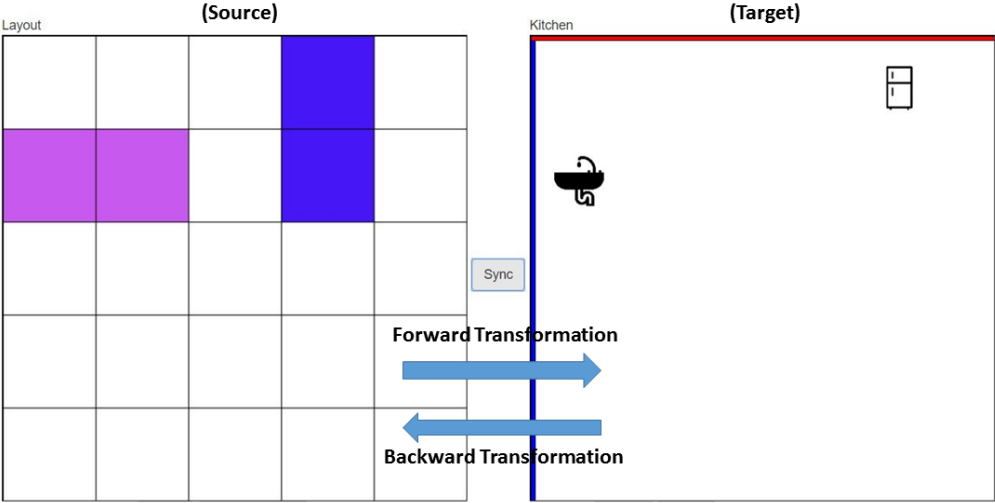 (Source)
(Target)
Layout
Kitchen
Sync
Forward Transformation
Backward Transformation